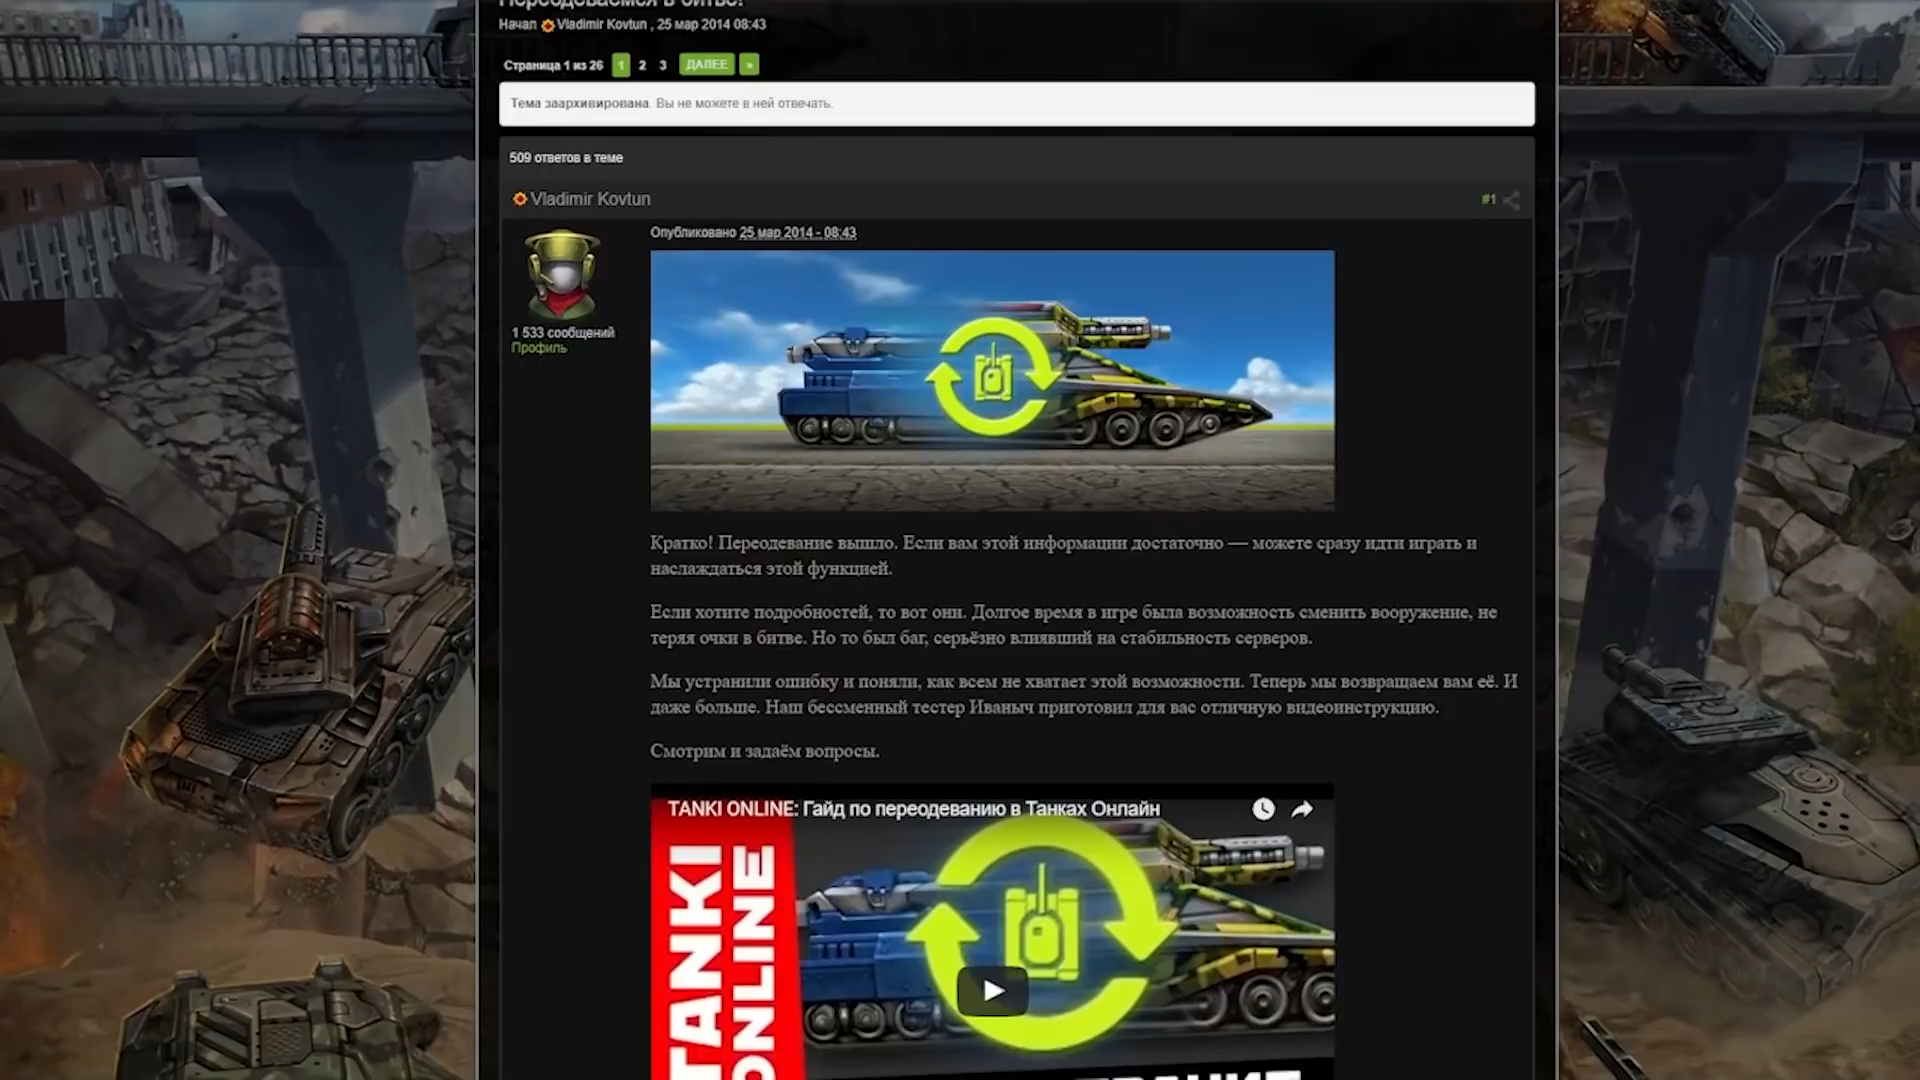 Переодеваемся в битве!
Начал Vladimir Kovtun , 25 мар 2014 08:43
Страница 1 из 26 1 2 3 ДАЛЕЕ »
Тема заархивирована. Вы не можете в ней отвечать.
509 ответов в теме
Vladimir Kovtun
#1
Опубликовано 25 мар 2014 - 08:43
1 533 сообщений
Профиль
Кратко! Переодевание вышло. Если вам этой информации достаточно — можете сразу идти играть и
наслаждаться этой функцией.
Если хотите подробностей, то вот они. Долгое время в игре была возможность сменить вооружение, не
теряя очки в битве. Но то был баг, серьёзно влиявший на стабильность серверов.
Мы устранили ошибку и поняли, как всем не хватает этой возможности. Теперь мы возвращаем вам её. И
даже больше. Наш бессменный тестер Иваныч приготовил для вас отличную видеоинструкцию.
Смотрим и задаём вопросы.
TANKI ONLINE: Гайд по переодеванию в Танках Онлайн
TANKI
ONLINE